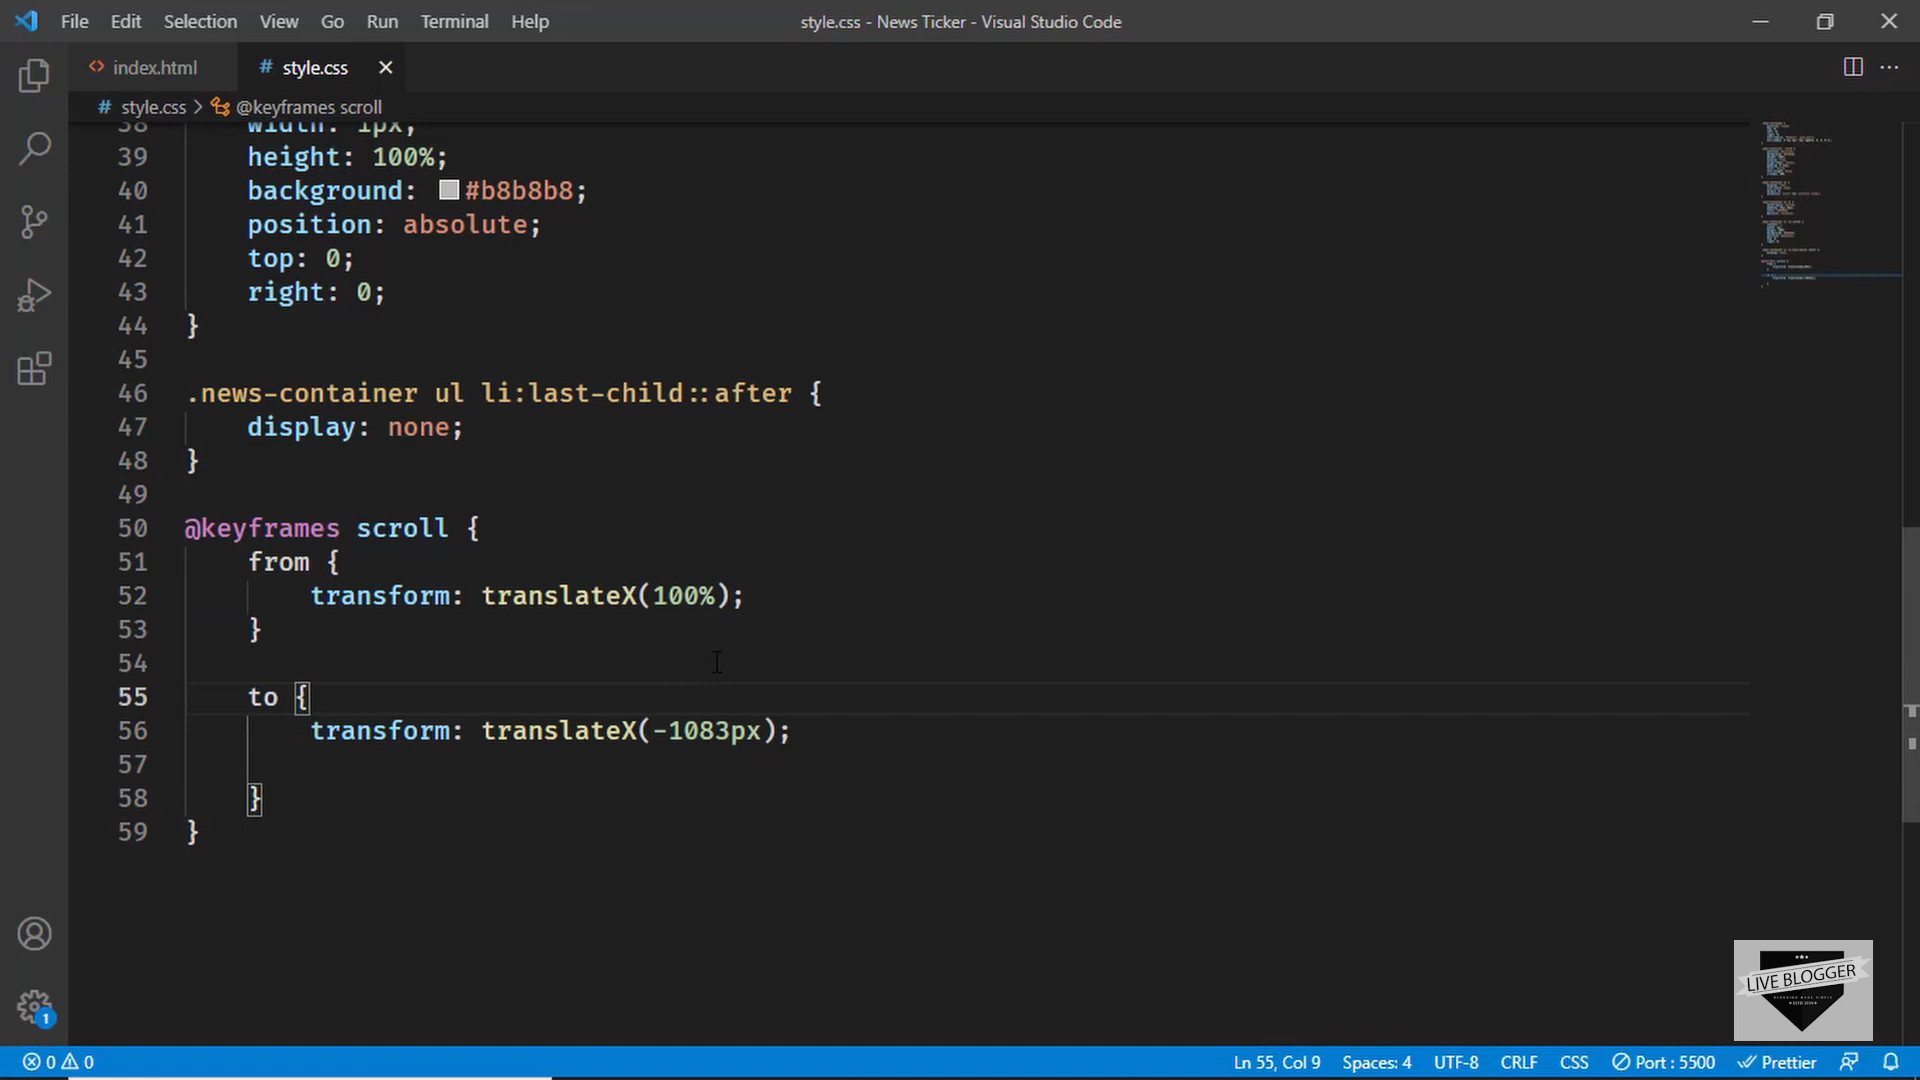 File Edit Selection View Go Run Terminal Help
style.css - News Ticker - Visual Studio Code
index.html
# style.css
# style.css > @keyframes scroll
38 width: 1px;
39 height: 100%;
40 background: #b8b8b8;
41 position: absolute;
42 top: 0;
43 right: 0;
44 }
45
46 .news-container ul li:last-child::after {
47 display: none;
48 }
49
50 @keyframes scroll {
51 from {
52 transform: translateX(100%);
53 }
54
55 to {
56 transform: translateX(-1083px);
57
58 }
59 }
LIVE BLOGGER
1
0 0
Ln 55, Col 9 Spaces: 4 UTF-8 CRLF CSS Port : 5500 Prettier